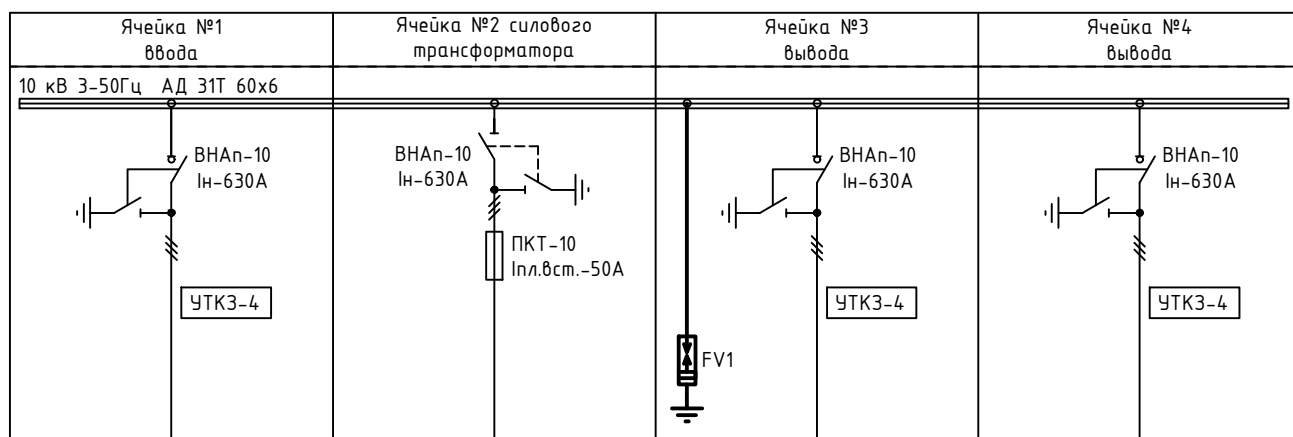 Ячейка №1
ввода
Ячейка №2 силового
трансформатора
Ячейка №3
вывода
Ячейка №4
вывода
10 кВ 3-50Гц АД 31Т 60х6
ВНАп-10
Iн-630А
ВНАп-10
Iн-630А
ВНАп-10
Iн-630А
ВНАп-10
Iн-630А
ПКТ-10
Iпл.вст.-50А
УТКЗ-4
УТКЗ-4
УТКЗ-4
FV1